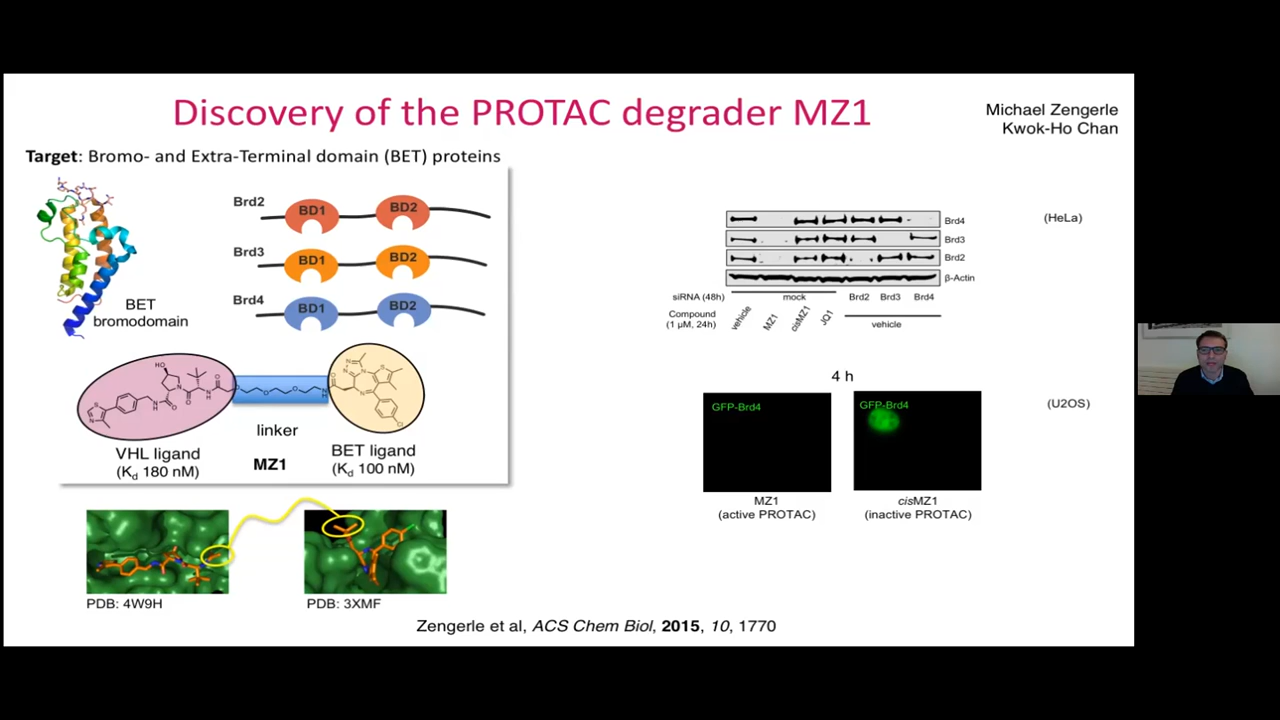 Discovery of the PROTAC degrader MZ1
Michael Zengerle
Kwok-Ho Chan
Target: Bromo- and Extra-Terminal domain (BET) proteins
BET
bromodomain
Brd2
BD1
BD2
Brd3
BD1
BD2
Brd4
BD1
BD2
VHL ligand
(Kd 180 nM)
linker
MZ1
BET ligand
(Kd 100 nM)
PDB: 4W9H
PDB: 3XMF
Brd4
Brd3
Brd2
β-Actin
(HeLa)
siRNA (48h)
mock
Brd2
Brd3
Brd4
Compound
(1 µM, 24h)
vehicle
MZ1
cisMZ1
JQ1
vehicle
4 h
GFP-Brd4
GFP-Brd4
(U2OS)
MZ1
(active PROTAC)
cisMZ1
(inactive PROTAC)
Zengerle et al, ACS Chem Biol, 2015, 10, 1770